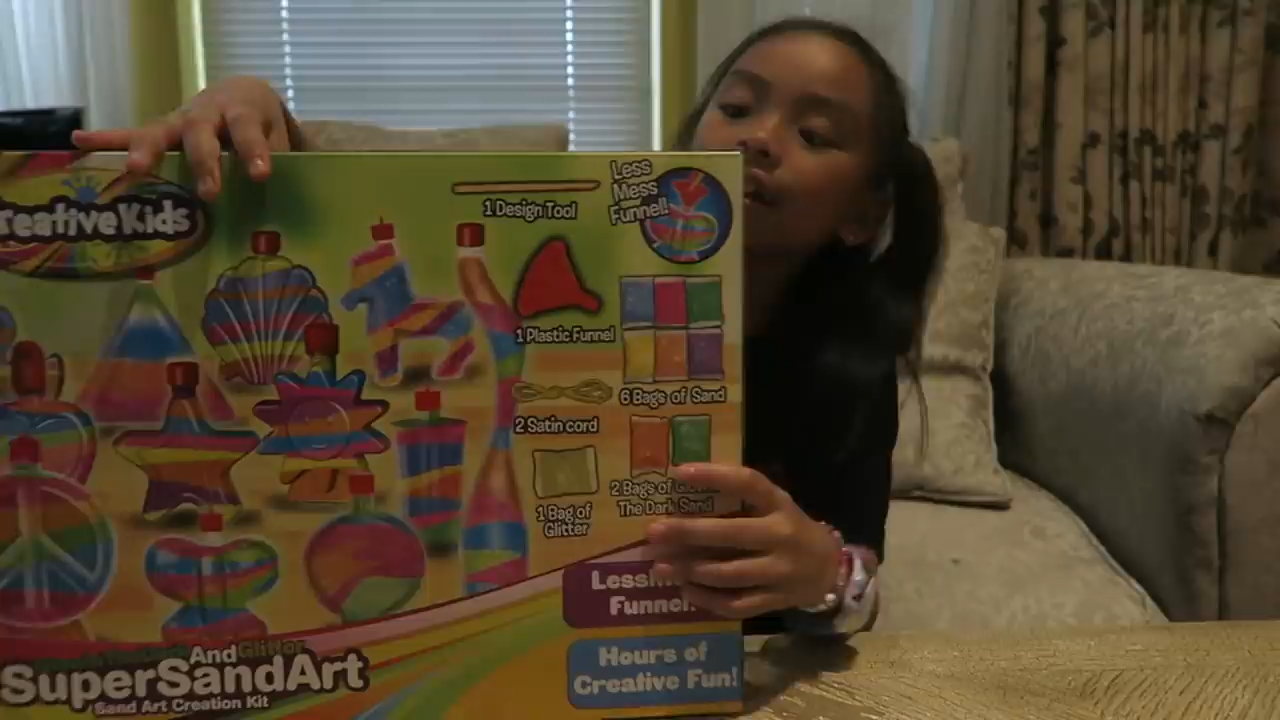 reativeKids
1 Design Tool
Less
Mess
Funnel!
1 Plastic Funnel
6 Bags of Sand
2 Satin cord
2 Bags of
The Dark Sand
1 Bag of
Glitter
Funnel
And Glitter
SuperSandArt
Sand Art Creation Kit
Hours of
Creative Fun!